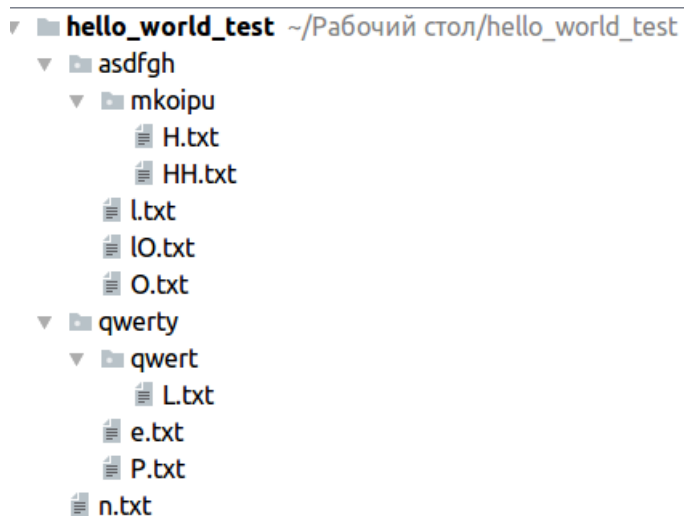 hello_world_test ~/Рабочий стол/hello_world_test
asdfgh
mkoipu
H.txt
HH.txt
l.txt
lO.txt
O.txt
qwerty
qwert
L.txt
e.txt
P.txt
n.txt